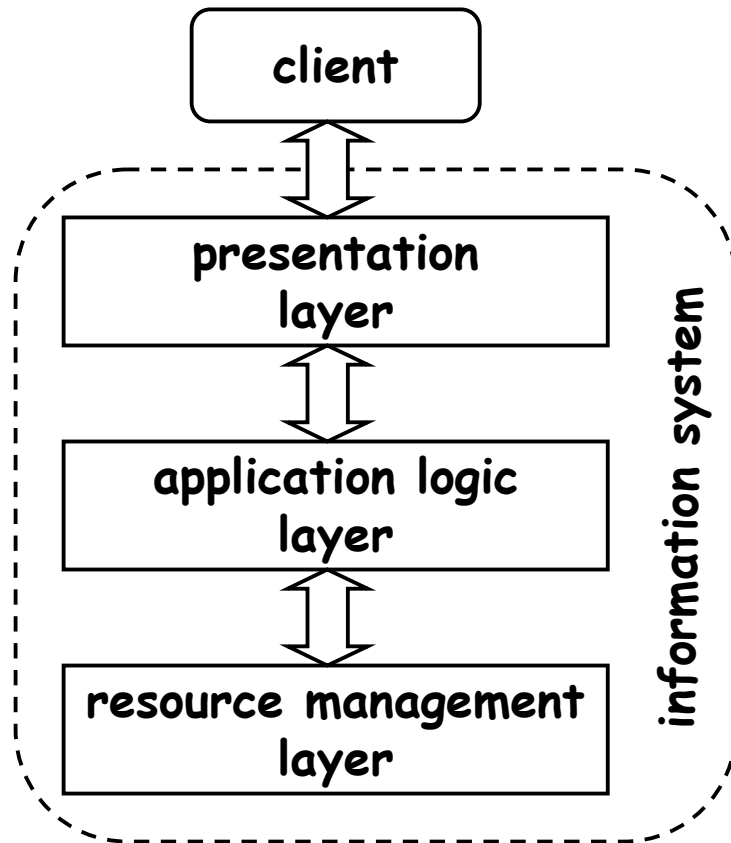 client
presentation
layer
application logic
layer
resource management
layer
information system